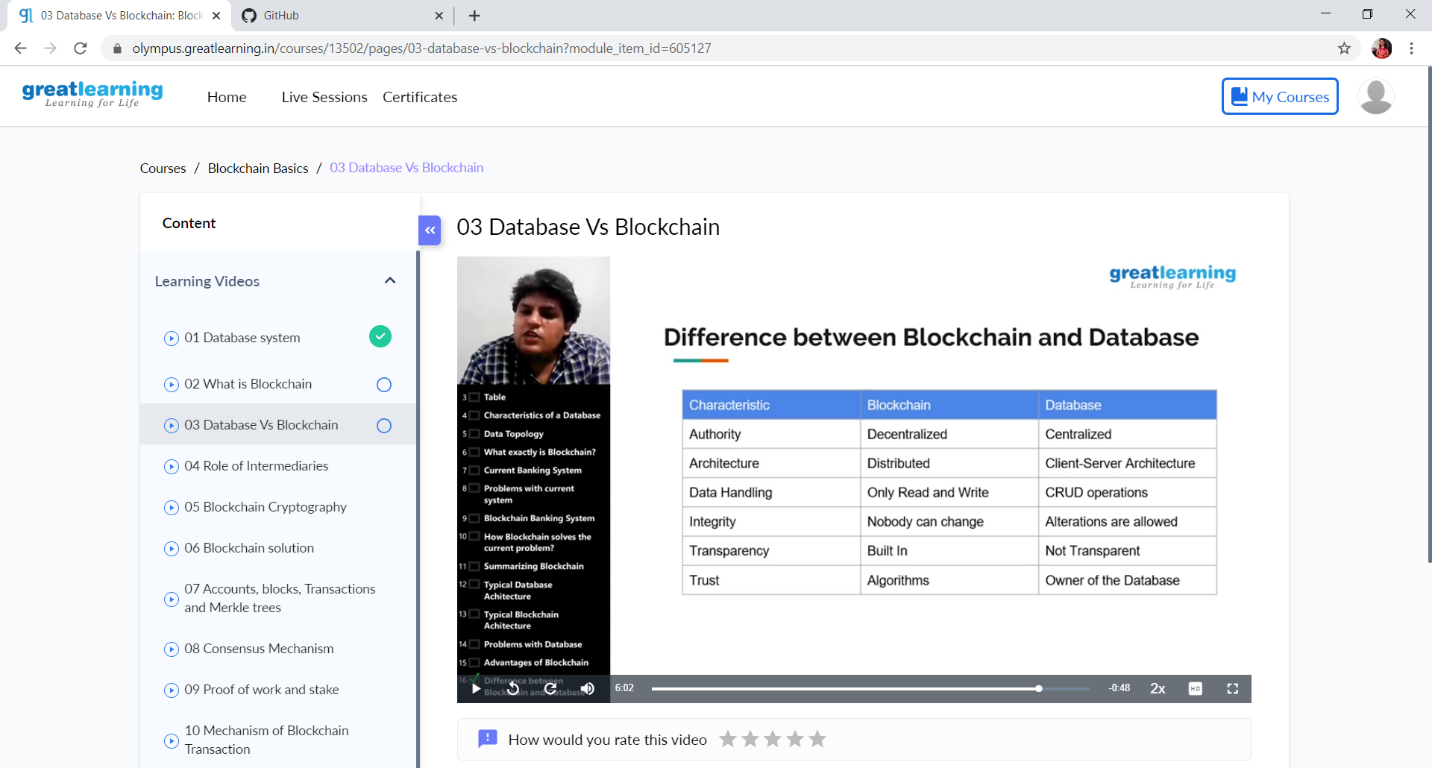 03 Database Vs Blockchain: Block
GitHub
olympus.greatlearning.in/courses/13502/pages/03-database-vs-blockchain?module_item_id=605127
greatlearning
Learning for Life
Home
Live Sessions
Certificates
My Courses
Courses / Blockchain Basics / 03 Database Vs Blockchain
Content
Learning Videos
01 Database system
02 What is Blockchain
03 Database Vs Blockchain
04 Role of Intermediaries
05 Blockchain Cryptography
06 Blockchain solution
07 Accounts, blocks, Transactions
and Merkle trees
08 Consensus Mechanism
09 Proof of work and stake
10 Mechanism of Blockchain
Transaction
03 Database Vs Blockchain
greatlearning
Learning for Life
3 Table
4 Characteristics of a Database
5 Data Topology
6 What exactly is Blockchain?
7 Current Banking System
8 Problems with current
system
9 Blockchain Banking System
10 How Blockchain solves the
current problem?
11 Summarizing Blockchain
12 Typical Database
Achitecture
13 Typical Blockchain
Achitecture
14 Problems with Database
15 Advantages of Blockchain
16 Difference between
Blockchain and Database
Difference between Blockchain and Database
Characteristic Blockchain Database
Authority Decentralized Centralized
Architecture Distributed Client-Server Architecture
Data Handling Only Read and Write CRUD operations
Integrity Nobody can change Alterations are allowed
Transparency Built In Not Transparent
Trust Algorithms Owner of the Database
6:02
-0:48
2x
HD
How would you rate this video